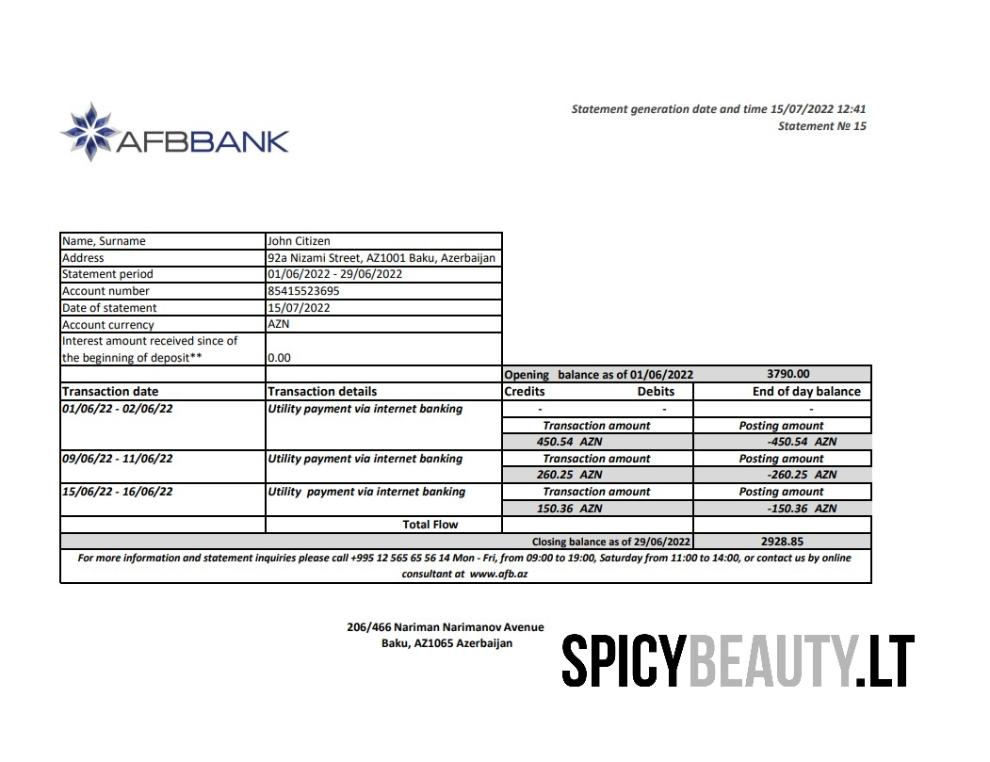 AFBBANK
Statement generation date and time 15/07/2022 12:41
Statement № 15
Name, Surname John Citizen
Address 92a Nizami Street, AZ1001 Baku, Azerbaijan
Statement period 01/06/2022 - 29/06/2022
Account number 85415523695
Date of statement 15/07/2022
Account currency AZN
Interest amount received since of
the beginning of deposit** 0.00
Opening balance as of 01/06/2022 3790.00
Transaction date Transaction details Credits Debits End of day balance
01/06/22 - 02/06/22 Utility payment via internet banking - - -
Transaction amount Posting amount
450.54 AZN -450.54 AZN
09/06/22 - 11/06/22 Utility payment via internet banking Transaction amount Posting amount
260.25 AZN -260.25 AZN
15/06/22 - 16/06/22 Utility payment via internet banking Transaction amount Posting amount
150.36 AZN -150.36 AZN
Total Flow
Closing balance as of 29/06/2022 2928.85
For more information and statement inquiries please call +995 12 565 65 56 14 Mon - Fri, from 09:00 to 19:00, Saturday from 11:00 to 14:00, or contact us by online
consultant at www.afb.az
206/466 Nariman Narimanov Avenue
Baku, AZ1065 Azerbaijan
SPICYBEAUTY.LT